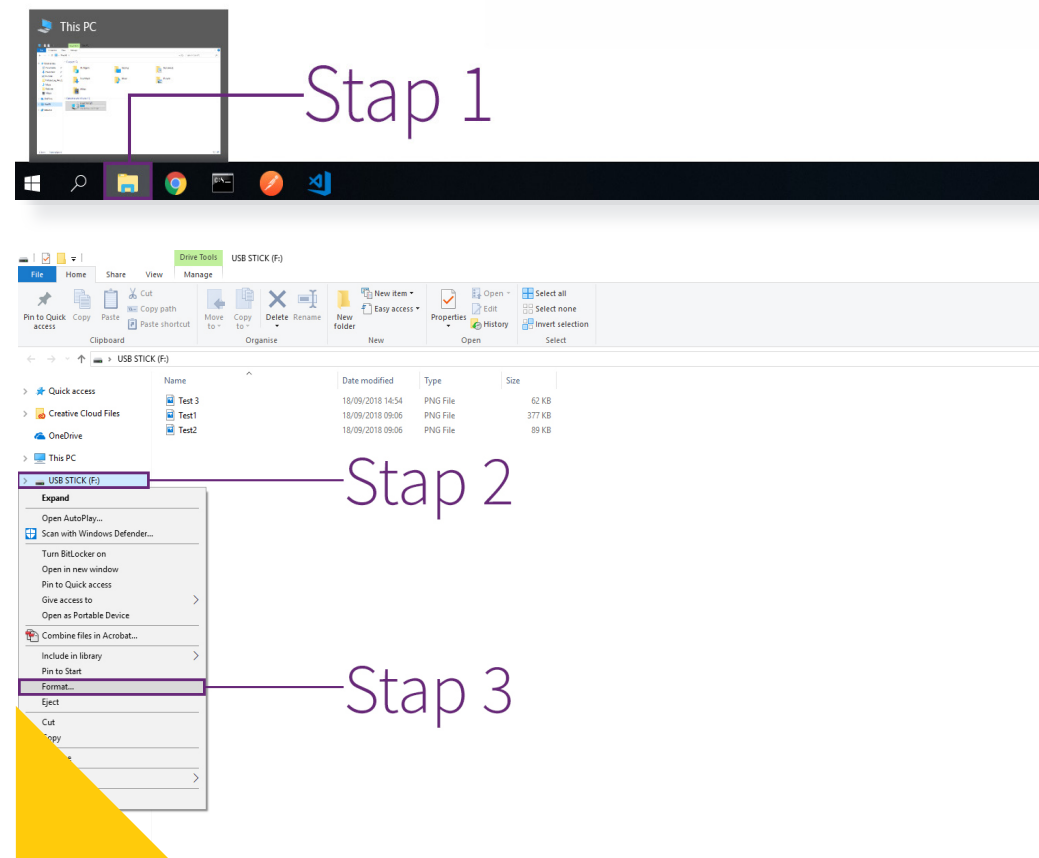 This PC
Stap 1
Drive Tools USB STICK (F:)
File Home Share View Manage
Pin to Quick access
Copy
Paste
Cut
Copy path
Paste shortcut
Move to
Copy to
Delete
Rename
New folder
New item
Easy access
Properties
Open
Edit
History
Select all
Select none
Invert selection
Clipboard Organise New Open Select
USB STICK (F:)
Name Date modified Type Size
Quick access
Creative Cloud Files
OneDrive
This PC
USB STICK (F:)
Test 3 18/09/2018 14:54 PNG File 62 KB
Test1 18/09/2018 09:06 PNG File 377 KB
Test2 18/09/2018 09:06 PNG File 89 KB
Stap 2
Expand
Open AutoPlay...
Scan with Windows Defender...
Turn BitLocker on
Open in new window
Pin to Quick access
Give access to
Open as Portable Device
Combine files in Acrobat...
Include in library
Pin to Start
Format...
Stap 3
Eject
Cut